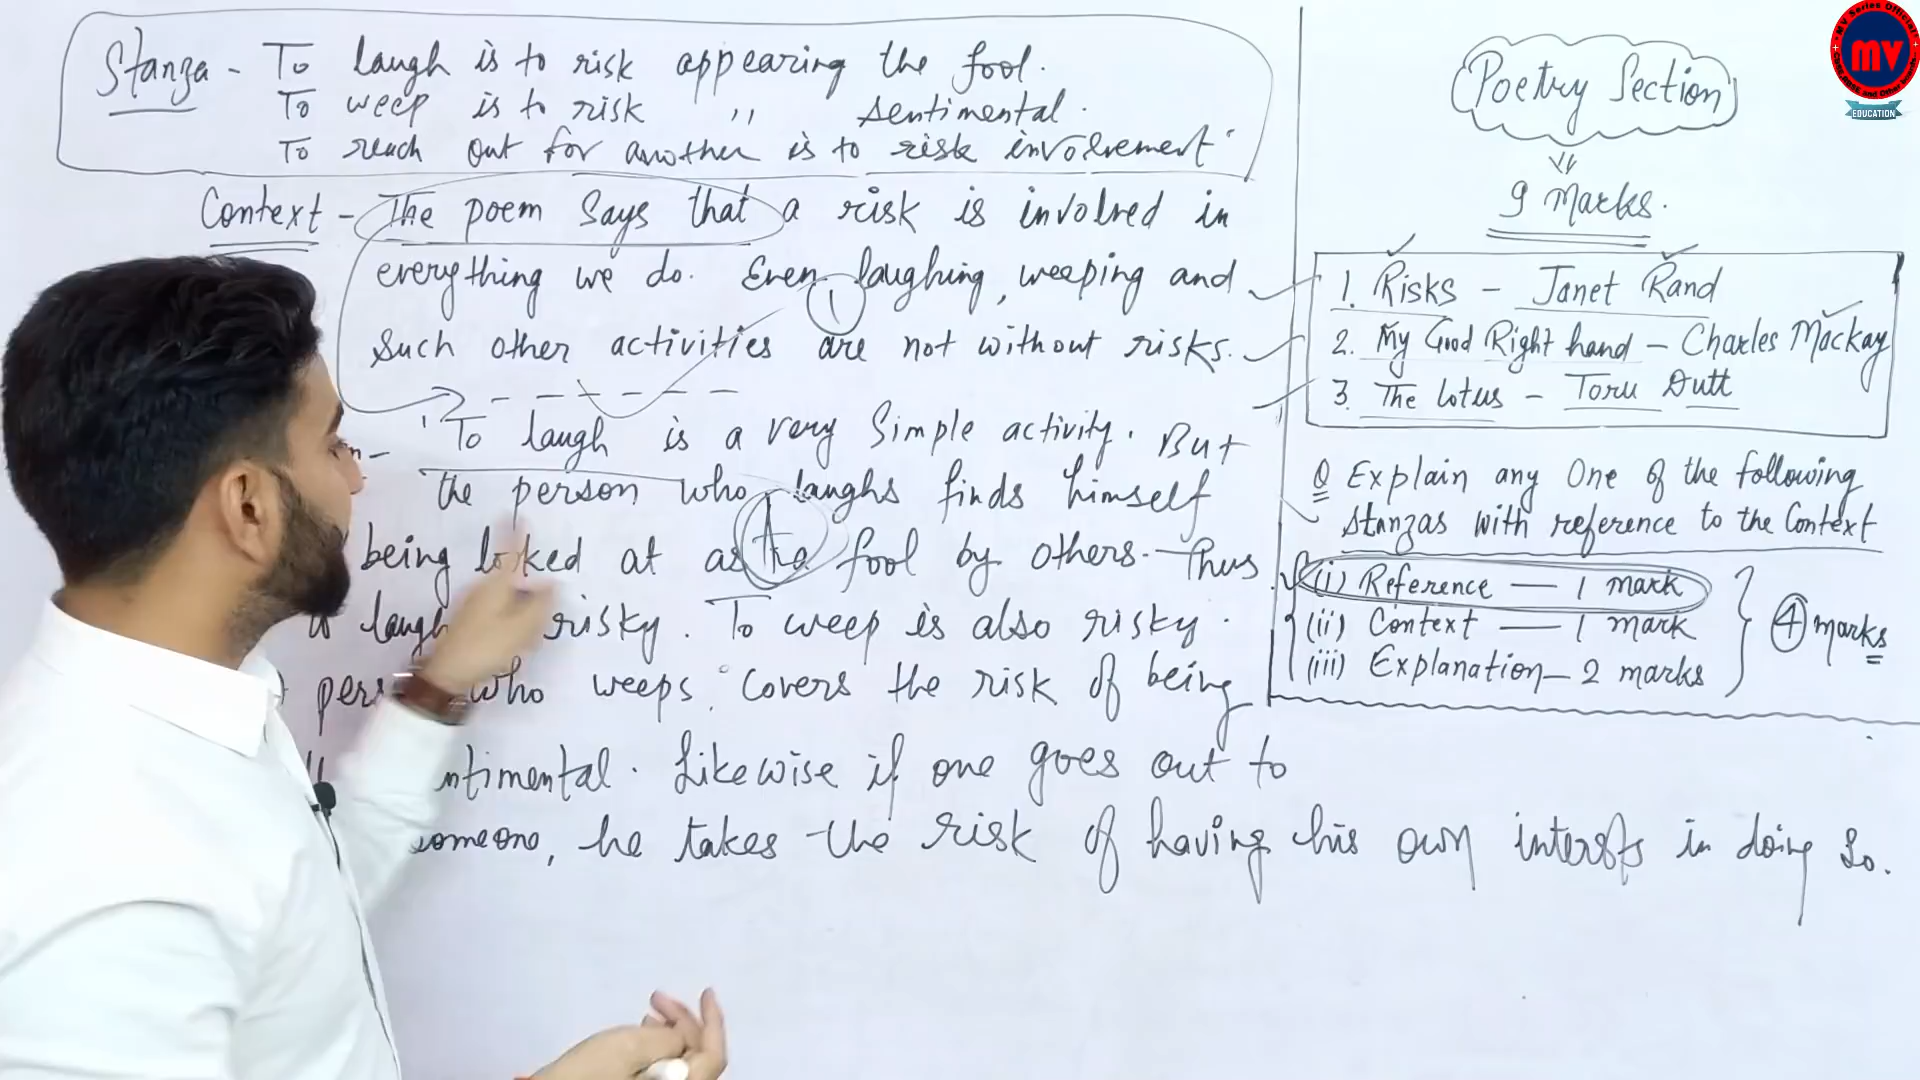 Stanza - To laugh is to risk appearing the fool.
To weep is to risk ,, sentimental.
To reach out for another is to risk involvement
Context - The poem says that a risk is involved in
everything we do. Even laughing, weeping and
such other activities are not without risks.
1
To laugh is a very simple activity. But
the person who laughs finds himself
being looked at as the fool by others. Thus
laugh risky. To weep is also risky.
who weeps covers the risk of being
Likewise if one goes out to
someone, he takes the risk of having his own intersts in doing so.
Poetry Section
9 Marks.
1. Risks - Janet Rand
2. My Good Right hand - Charles Mackay
3. The lotus - Toru Dutt
Q Explain any One of the following
stanzas with reference to the Context
(i) Reference — 1 mark
(ii) Context — 1 mark
(iii) Explanation - 2 marks
4 marks
MV Series Official
MV
EDUCATION